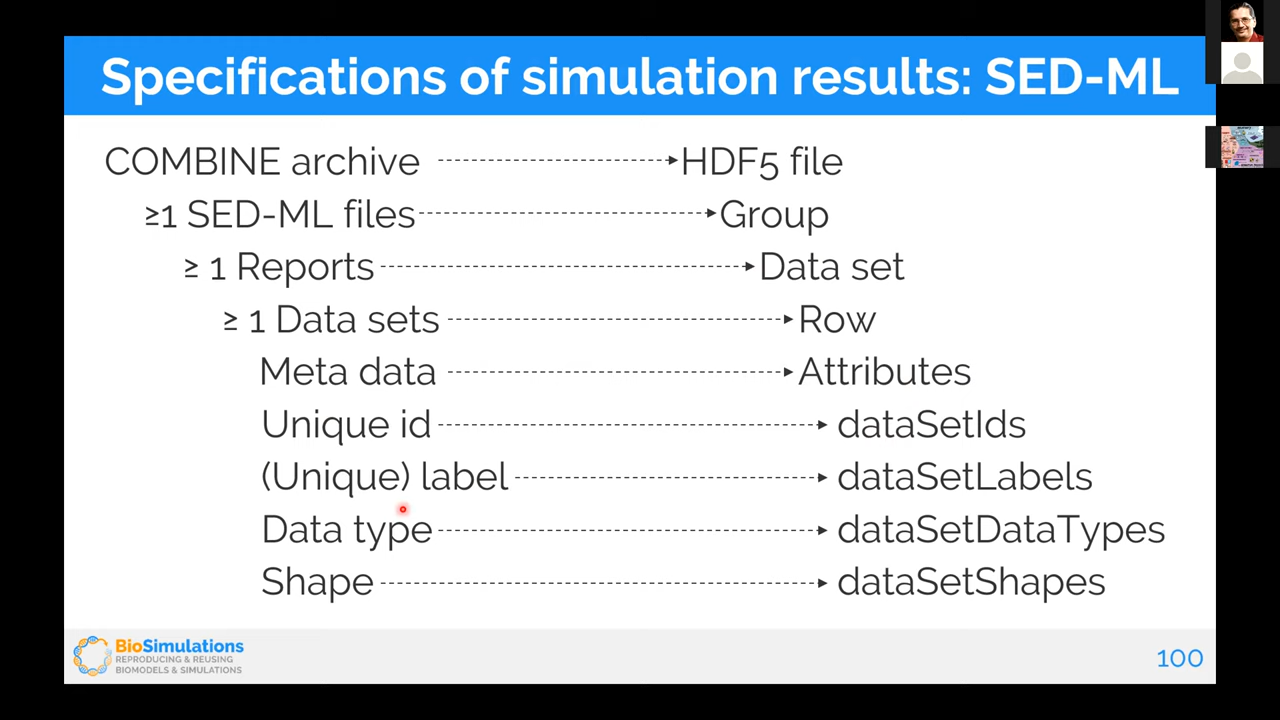 Specifications of simulation results: SED-ML
COMBINE archive HDF5 file
≥1 SED-ML files Group
≥ 1 Reports Data set
≥ 1 Data sets Row
Meta data Attributes
Unique id dataSetIds
(Unique) label dataSetLabels
Data type dataSetDataTypes
Shape dataSetShapes
BioSimulations
REPRODUCING & REUSING
BIOMODELS & SIMULATIONS
100